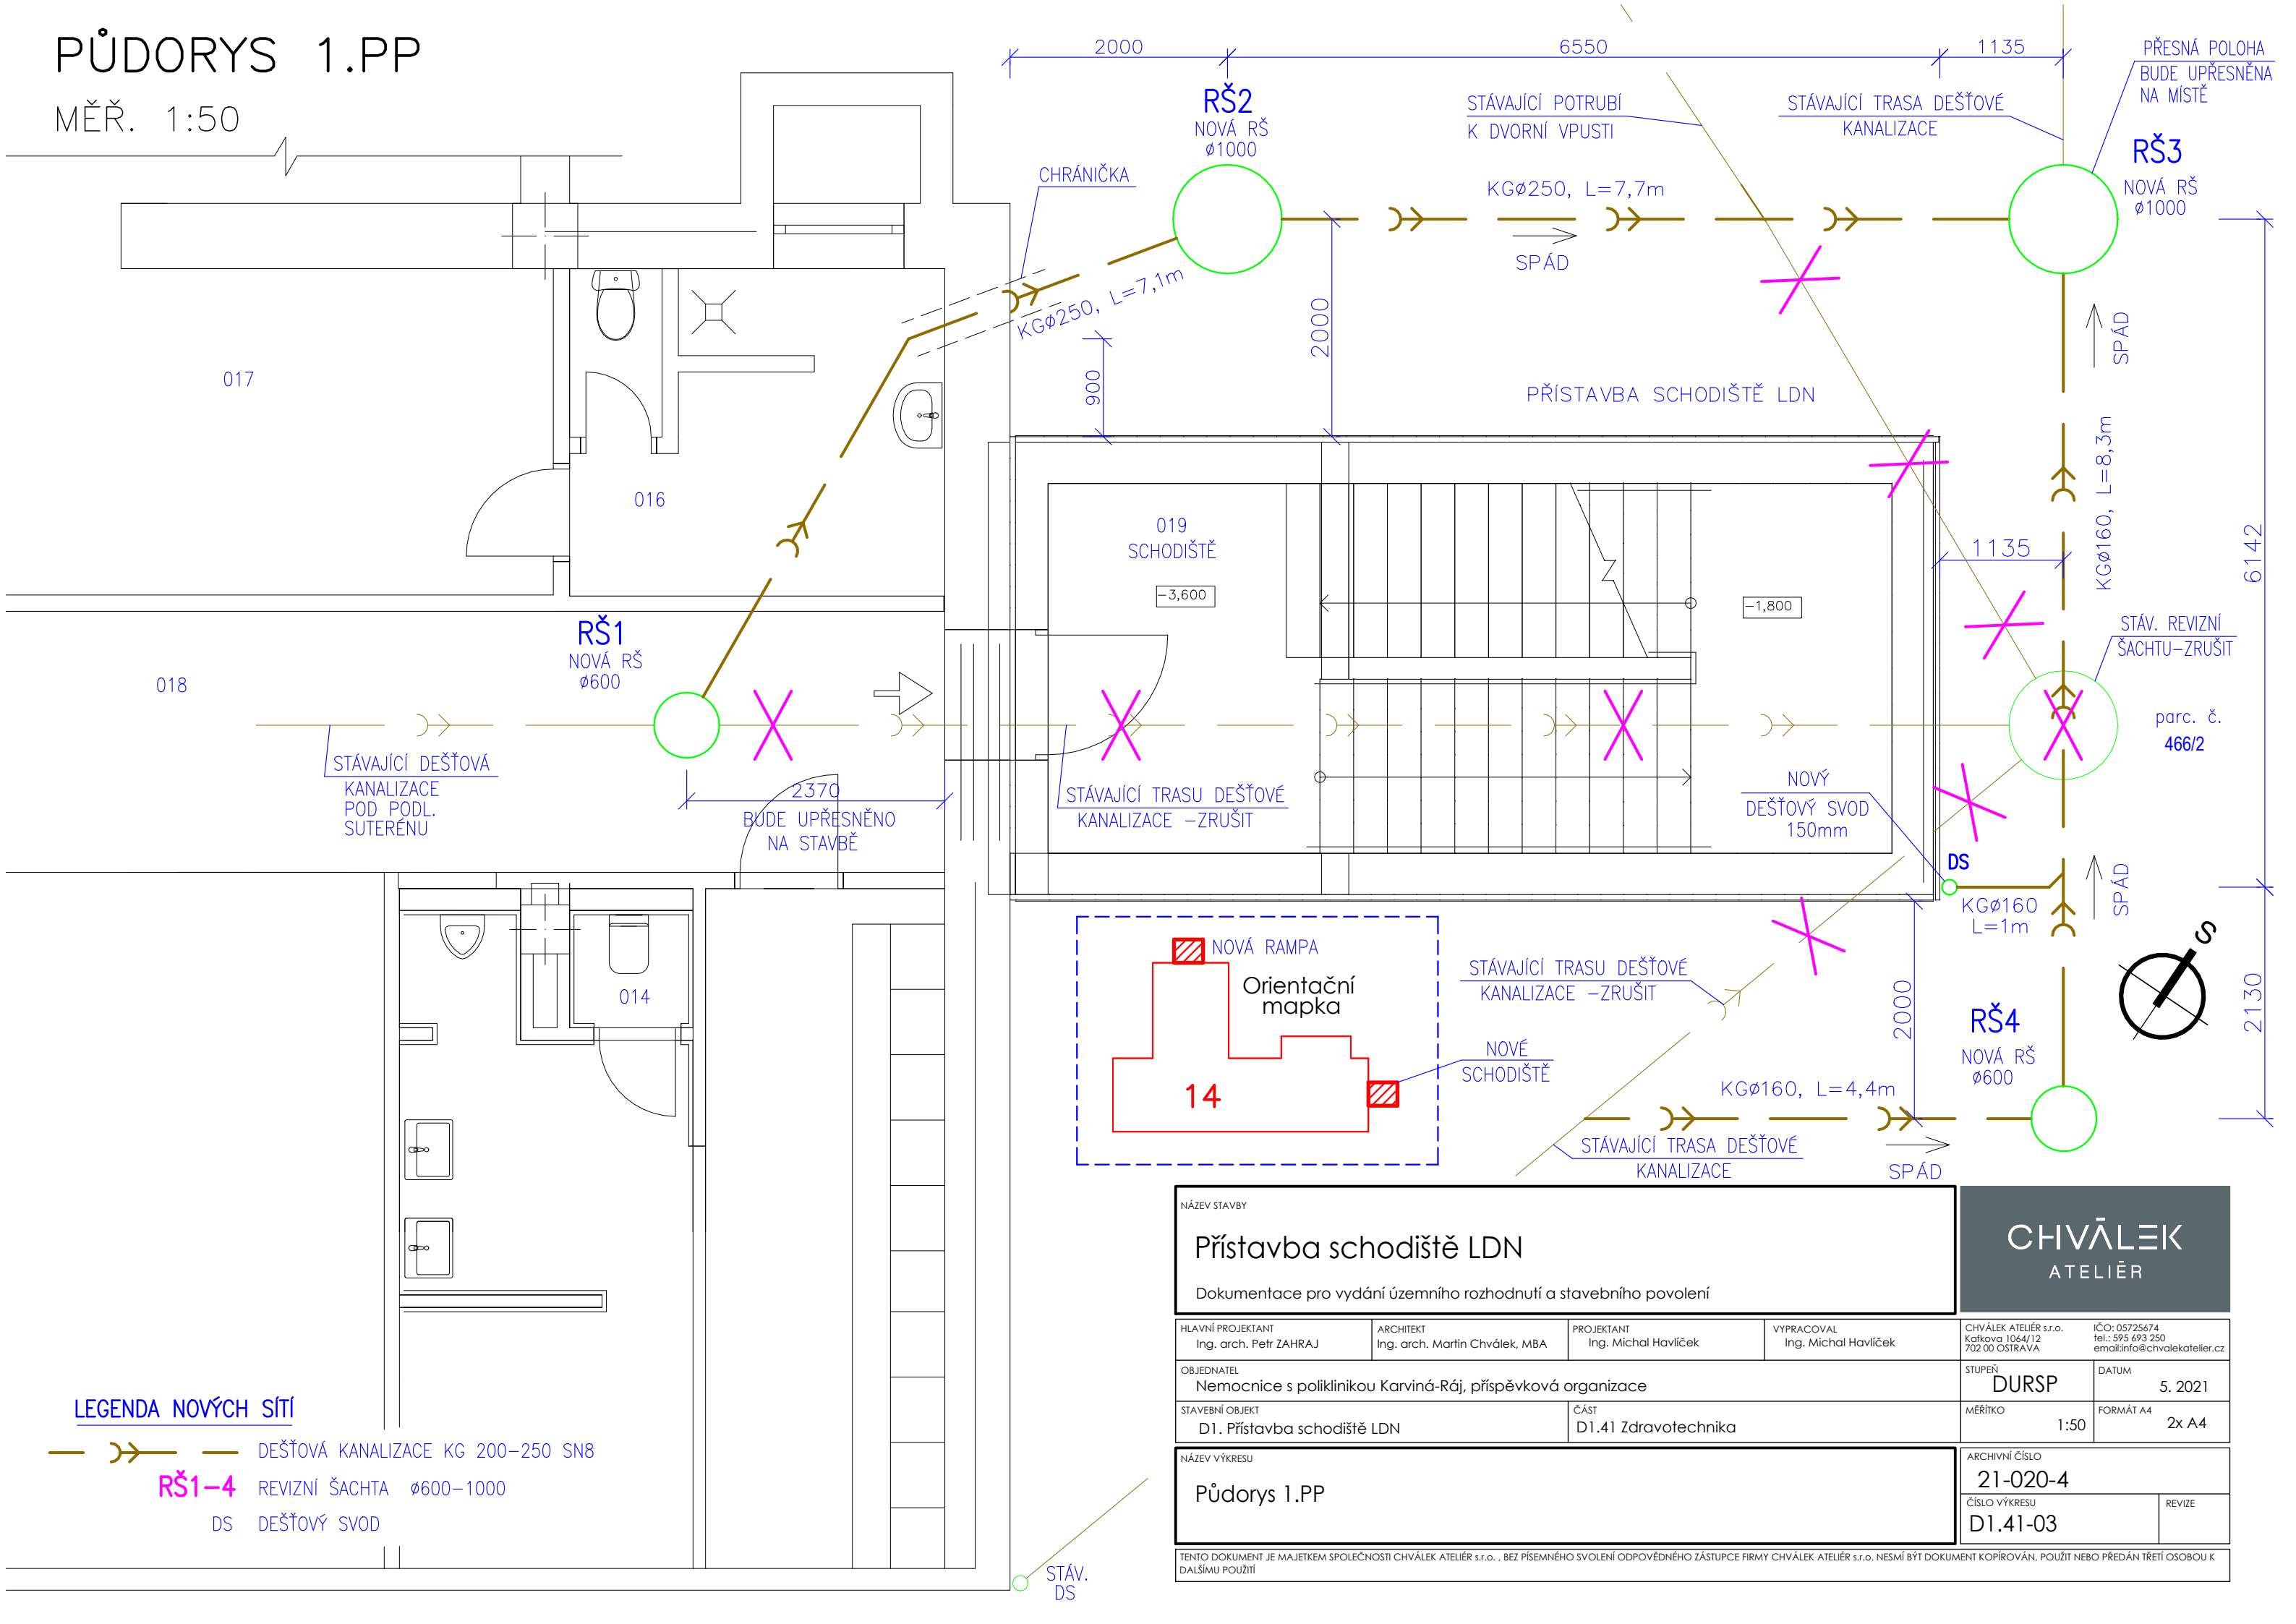 PŮDORYS 1.PP
MĚŘ. 1:50
2000
6550
1135
PŘESNÁ POLOHA
BUDE UPŘESNĚNA
NA MÍSTĚ
RŠ2
NOVÁ RŠ
ø1000
STÁVAJÍCÍ POTRUBÍ
K DVORNÍ VPUSTI
STÁVAJÍCÍ TRASA DEŠŤOVÉ
KANALIZACE
RŠ3
NOVÁ RŠ
ø1000
CHRÁNIČKA
KGø250, L=7,7m
SPÁD
KGø250, L=7,1m
2000
900
SPÁD
017
PŘÍSTAVBA SCHODIŠTĚ LDN
KGø160, L=8,3m
016
019
SCHODIŠTĚ
-3,600
-1,800
1135
6142
RŠ1
NOVÁ RŠ
ø600
STÁV. REVIZNÍ
ŠACHTU-ZRUŠIT
018
parc. č.
466/2
STÁVAJÍCÍ DEŠŤOVÁ
KANALIZACE
POD PODL.
SUTERÉNU
2370
BUDE UPŘESNĚNO
NA STAVBĚ
STÁVAJÍCÍ TRASU DEŠŤOVÉ
KANALIZACE -ZRUŠIT
NOVÝ
DEŠŤOVÝ SVOD
150mm
DS
SPÁD
KGø160
L=1m
S
NOVÁ RAMPA
Orientační
mapka
14
NOVÉ
SCHODIŠTĚ
STÁVAJÍCÍ TRASU DEŠŤOVÉ
KANALIZACE -ZRUŠIT
2000
2130
RŠ4
NOVÁ RŠ
ø600
014
KGø160, L=4,4m
STÁVAJÍCÍ TRASA DEŠŤOVÉ
KANALIZACE
SPÁD
LEGENDA NOVÝCH SÍTÍ
DEŠŤOVÁ KANALIZACE KG 200-250 SN8
RŠ1-4 REVIZNÍ ŠACHTA ø600-1000
DS DEŠŤOVÝ SVOD
STÁV.
DS
NÁZEV STAVBY
Přístavba schodiště LDN
Dokumentace pro vydání územního rozhodnutí a stavebního povolení
CHVĀLEK
ATELIĒR
HLAVNÍ PROJEKTANT
Ing. arch. Petr ZAHRAJ
ARCHITEKT
Ing. arch. Martin Chválek, MBA
PROJEKTANT
Ing. Michal Havlíček
VYPRACOVAL
Ing. Michal Havlíček
CHVÁLEK ATELIÉR s.r.o.
Kafkova 1064/12
702 00 OSTRAVA
IČO: 05725674
tel.: 595 693 250
email:info@chvalekatelier.cz
OBJEDNATEL
Nemocnice s poliklinikou Karviná-Ráj, příspěvková organizace
STUPEŇ
DURSP
DATUM
5. 2021
STAVEBNÍ OBJEKT
D1. Přístavba schodiště LDN
ČÁST
D1.41 Zdravotechnika
MĚŘÍTKO
1:50
FORMÁT A4
2x A4
NÁZEV VÝKRESU
Půdorys 1.PP
ARCHIVNÍ ČÍSLO
21-020-4
ČÍSLO VÝKRESU
D1.41-03
REVIZE
TENTO DOKUMENT JE MAJETKEM SPOLEČNOSTI CHVÁLEK ATELIÉR s.r.o. , BEZ PÍSEMNÉHO SVOLENÍ ODPOVĚDNÉHO ZÁSTUPCE FIRMY CHVÁLEK ATELIÉR s.r.o. NESMÍ BÝT DOKUMENT KOPÍROVÁN, POUŽIT NEBO PŘEDÁN TŘETÍ OSOBOU K
DALŠÍMU POUŽITÍ